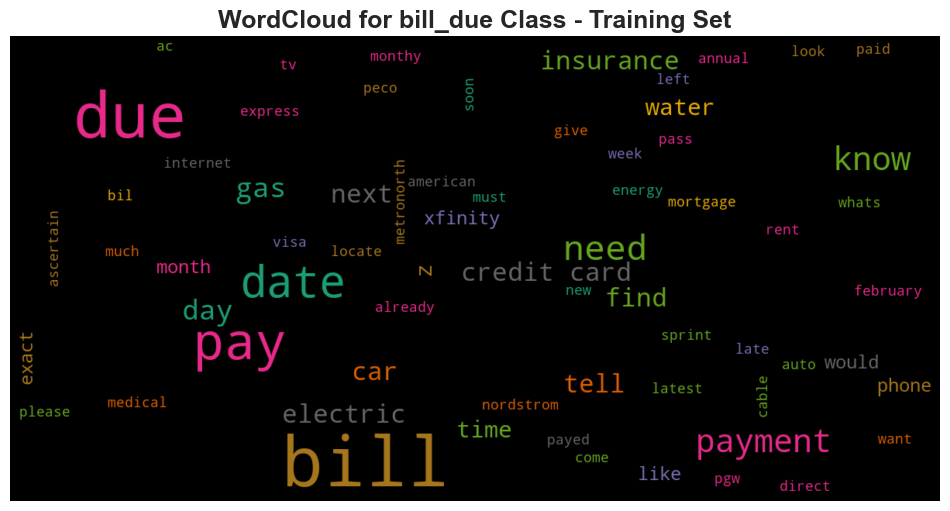 WordCloud for bill_due Class - Training Set
ac
monthy
insurance
annual
look
paid
tv
left
due
peco
soon
water
express
give
pass
know
internet
week
gas
next
american
metronorth
must
energy
bil
mortgage
whats
xfinity
ascertain
rent
visa
much
locate
need
month
date
z
credit card
new
find
february
day
already
pay
exact
sprint
late
car
auto
would
tell
latest
cable
phone
please
medical
electric
nordstrom
time
payed
payment
want
bill
come
like
pgw
direct